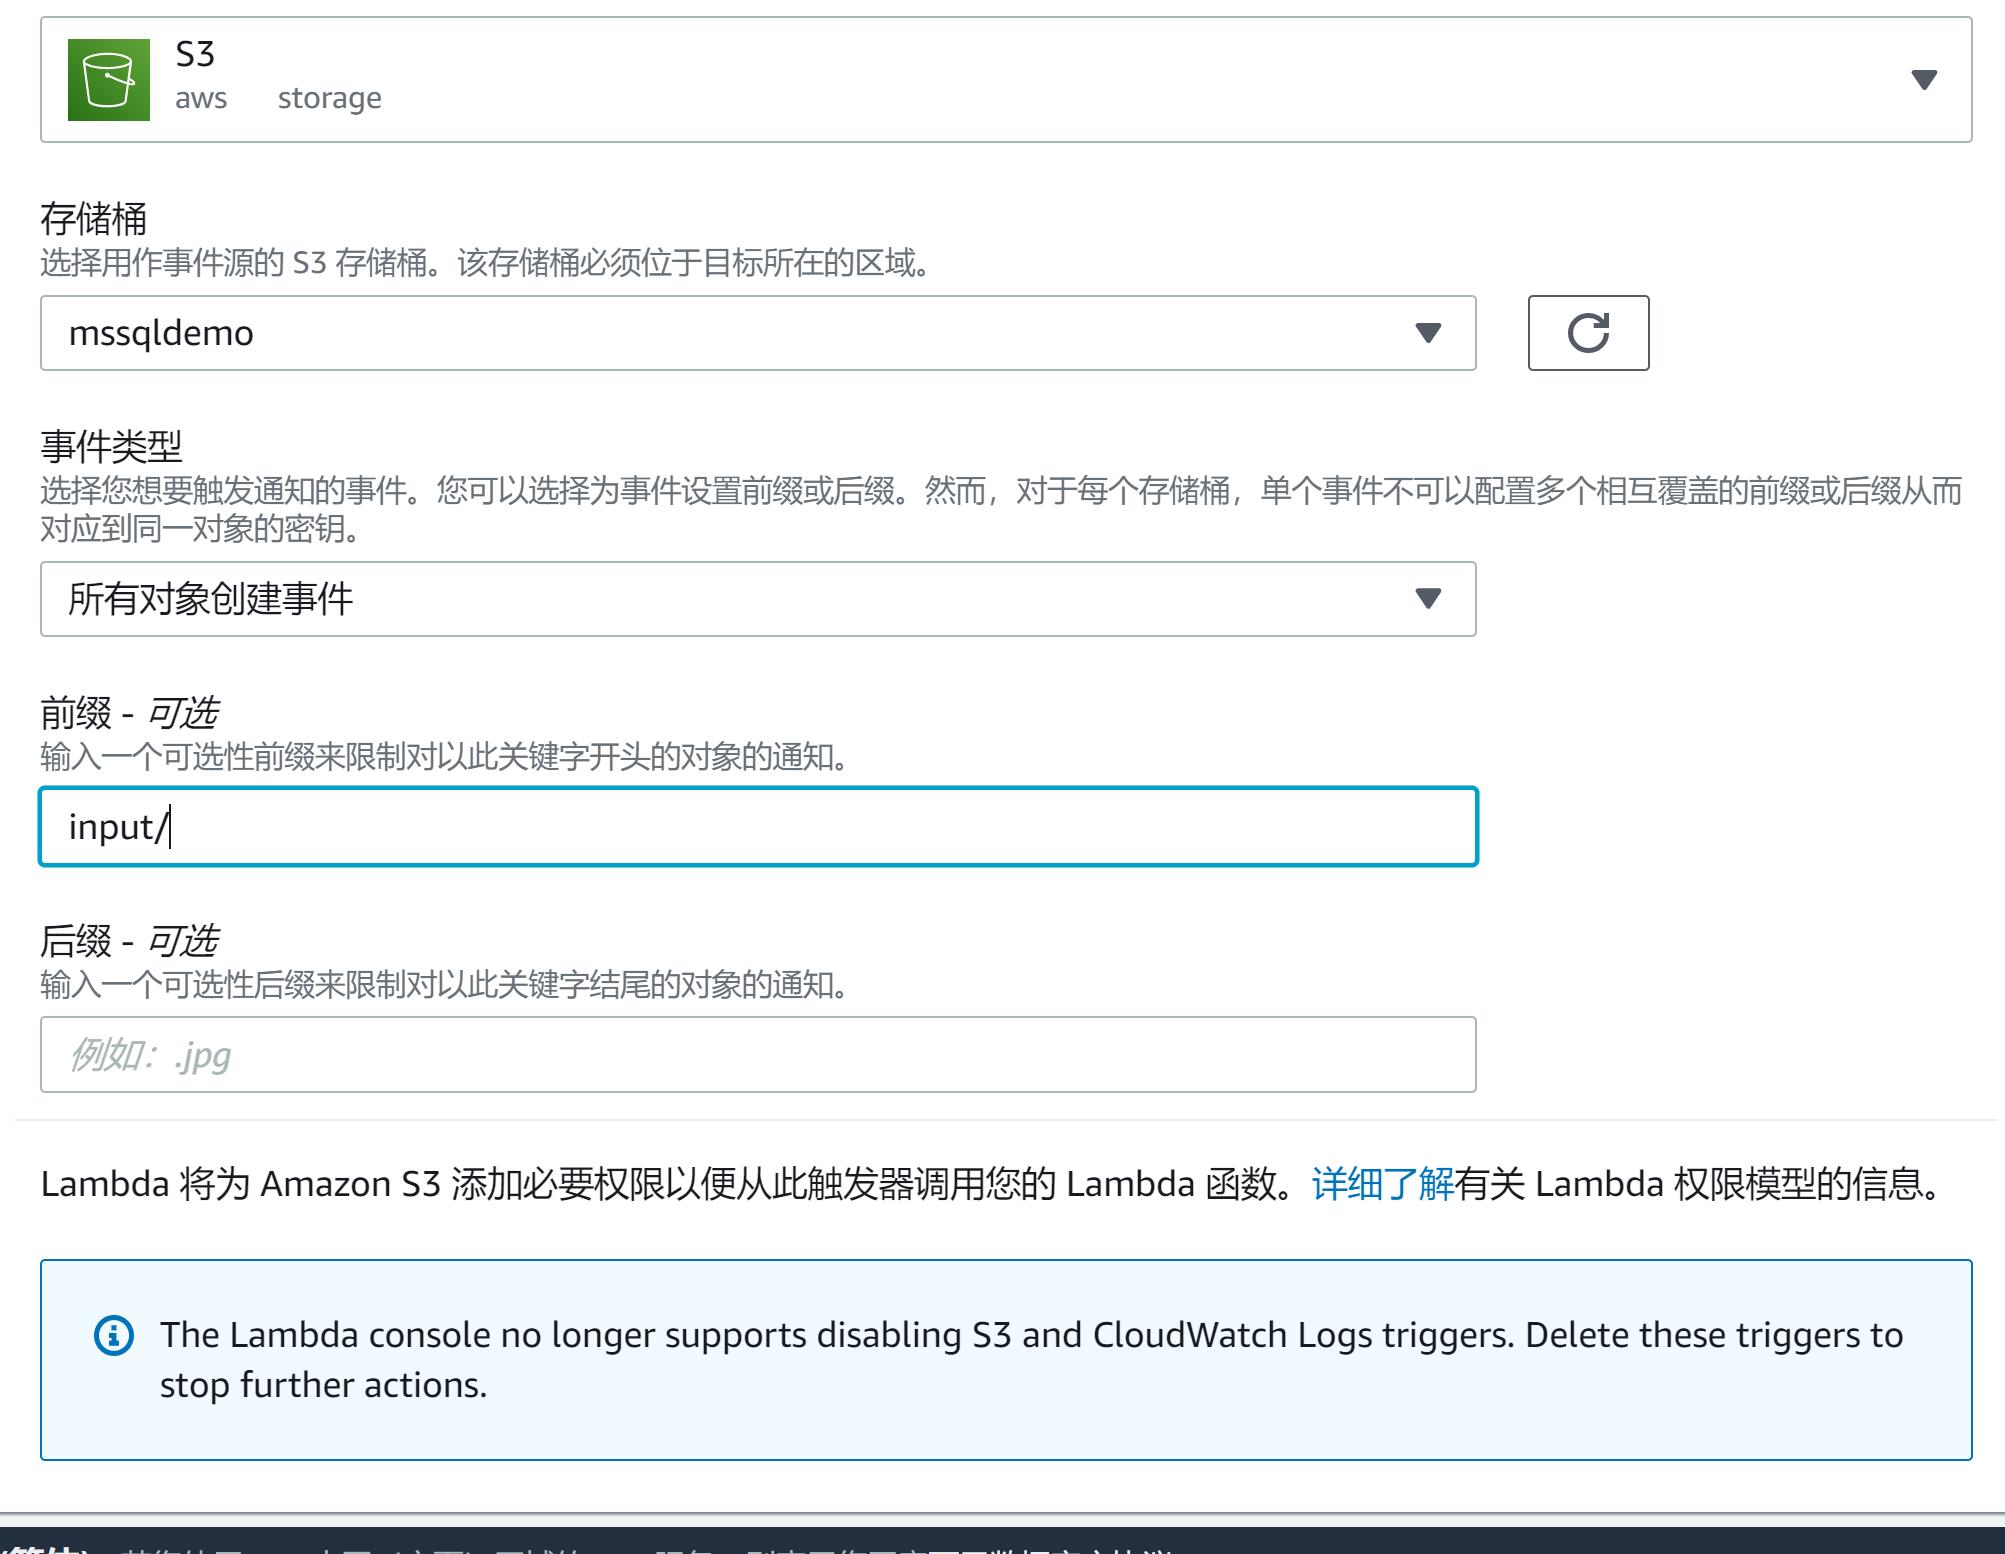 S3
aws storage
存储桶
选择用作事件源的 S3 存储桶。该存储桶必须位于目标所在的区域。
mssqldemo
事件类型
选择您想要触发通知的事件。您可以选择为事件设置前缀或后缀。然而，对于每个存储桶，单个事件不可以配置多个相互覆盖的前缀或后缀从而
对应到同一对象的密钥。
所有对象创建事件
前缀 - 可选
输入一个可选性前缀来限制对以此关键字开头的对象的通知。
input/
后缀 - 可选
输入一个可选性后缀来限制对以此关键字结尾的对象的通知。
例如：.jpg
Lambda 将为 Amazon S3 添加必要权限以便从此触发器调用您的 Lambda 函数。详细了解有关 Lambda 权限模型的信息。
The Lambda console no longer supports disabling S3 and CloudWatch Logs triggers. Delete these triggers to
stop further actions.